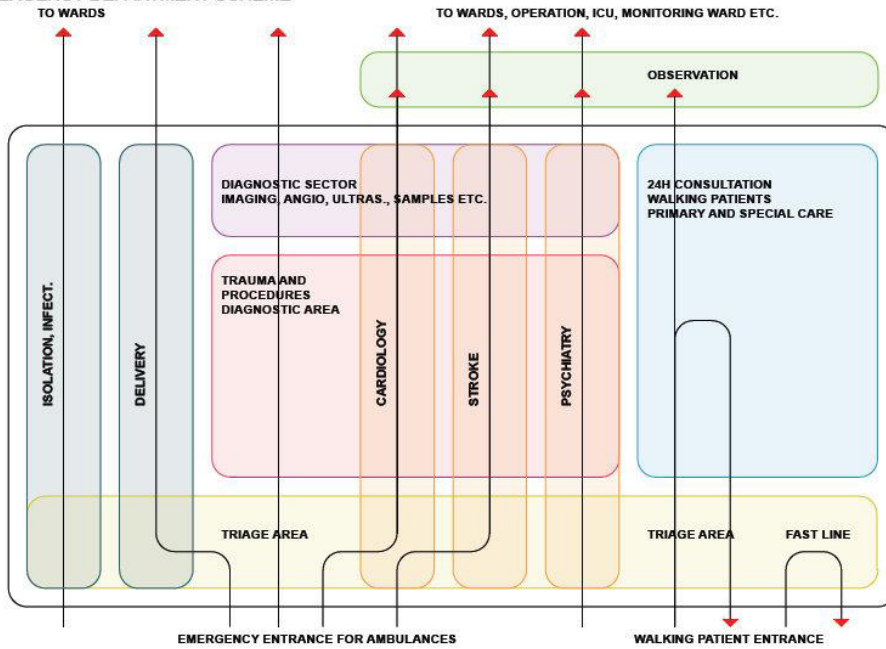 TO WARDS
TO WARDS, OPERATION, ICU, MONITORING WARD ETC.
OBSERVATION
DIAGNOSTIC SECTOR
IMAGING, ANGIO, ULTRAS., SAMPLES ETC.
24H CONSULTATION
WALKING PATIENTS
PRIMARY AND SPECIAL CARE
TRAUMA AND
PROCEDURES
DIAGNOSTIC AREA
ISOLATION, INFECT.
DELIVERY
CARDIOLOGY
STROKE
PSYCHIATRY
TRIAGE AREA
TRIAGE AREA
FAST LINE
EMERGENCY ENTRANCE FOR AMBULANCES
WALKING PATIENT ENTRANCE